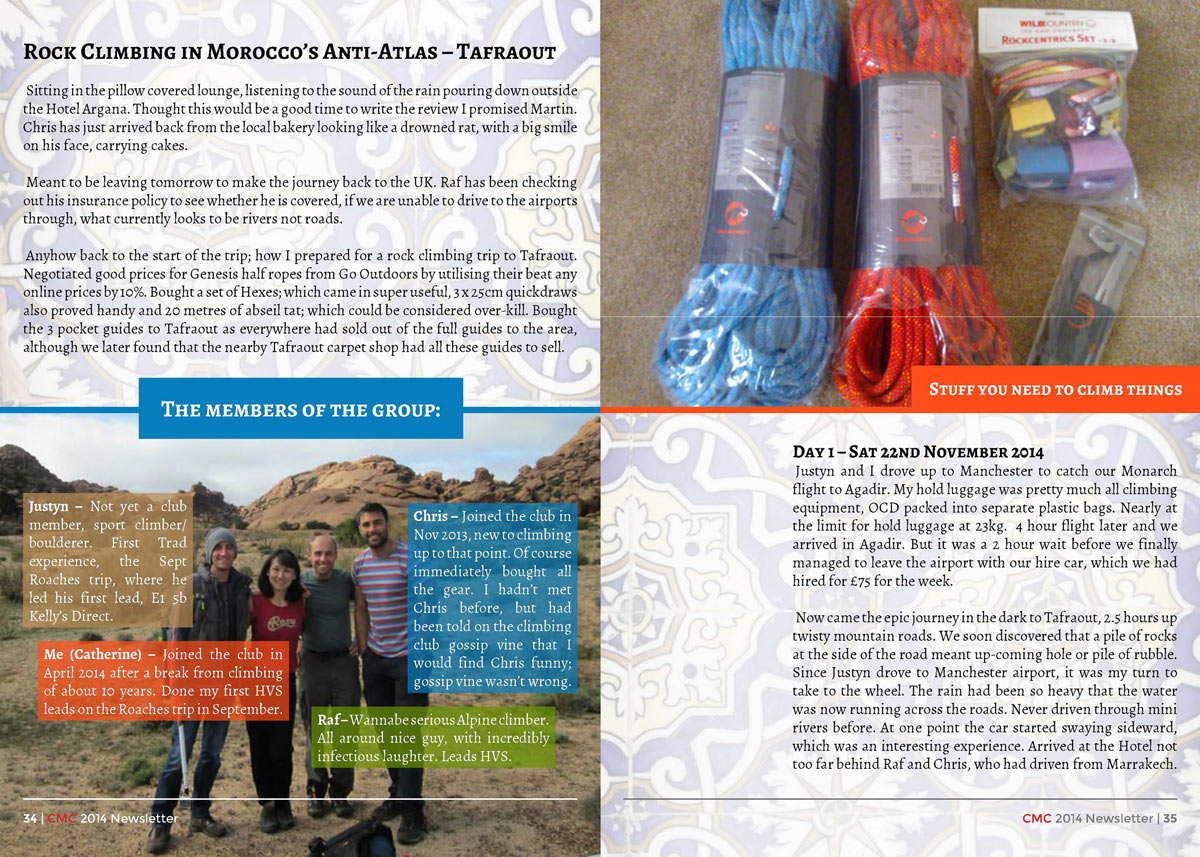 Rock Climbing in Morocco's Anti-Atlas – Tafraout
Sitting in the pillow covered lounge, listening to the sound of the rain pouring down outside
the Hotel Argana. Thought this would be a good time to write the review I promised Martin.
Chris has just arrived back from the local bakery looking like a drowned rat, with a big smile
on his face, carrying cakes.
Meant to be leaving tomorrow to make the journey back to the UK. Raf has been checking
out his insurance policy to see whether he is covered, if we are unable to drive to the airports
through, what currently looks to be rivers not roads.
Anyhow back to the start of the trip; how I prepared for a rock climbing trip to Tafraout.
Negotiated good prices for Genesis half ropes from Go Outdoors by utilising their beat any
online prices by 10%. Bought a set of Hexes; which came in super useful, 3 x 25cm quickdraws
also proved handy and 20 metres of abseil tat; which could be considered over-kill. Bought
the 3 pocket guides to Tafraout as everywhere had sold out of the full guides to the area,
although we later found that the nearby Tafraout carpet shop had all these guides to sell.
The members of the group:
Justyn – Not yet a club
member, sport climber/
boulderer. First Trad
experience, the Sept
Roaches trip, where he
led his first lead, E1 5b
Kelly's Direct.
Me (Catherine) – Joined the club in
April 2014 after a break from climbing
of about 10 years. Done my first HVS
leads on the Roaches trip in September.
Chris – Joined the club in
Nov 2013, new to climbing
up to that point. Of course
immediately bought all
the gear. I hadn't met
Chris before, but had
been told on the climbing
club gossip vine that I
would find Chris funny;
gossip vine wasn't wrong.
Raf– Wannabe serious Alpine climber.
All around nice guy, with incredibly
infectious laughter. Leads HVS.
34 | CMC 2014 Newsletter
WILD COUNTRY
Rockcentrics Set - 3 - 9
MAMMUT
Stuff you need to climb things
Day 1 – Sat 22nd November 2014
Justyn and I drove up to Manchester to catch our Monarch
flight to Agadir. My hold luggage was pretty much all climbing
equipment, OCD packed into separate plastic bags. Nearly at
the limit for hold luggage at 23kg. 4 hour flight later and we
arrived in Agadir. But it was a 2 hour wait before we finally
managed to leave the airport with our hire car, which we had
hired for £75 for the week.
Now came the epic journey in the dark to Tafraout, 2.5 hours up
twisty mountain roads. We soon discovered that a pile of rocks
at the side of the road meant up-coming hole or pile of rubble.
Since Justyn drove to Manchester airport, it was my turn to
take to the wheel. The rain had been so heavy that the water
was now running across the roads. Never driven through mini
rivers before. At one point the car started swaying sideward,
which was an interesting experience. Arrived at the Hotel not
too far behind Raf and Chris, who had driven from Marrakech.
CMC 2014 Newsletter | 35